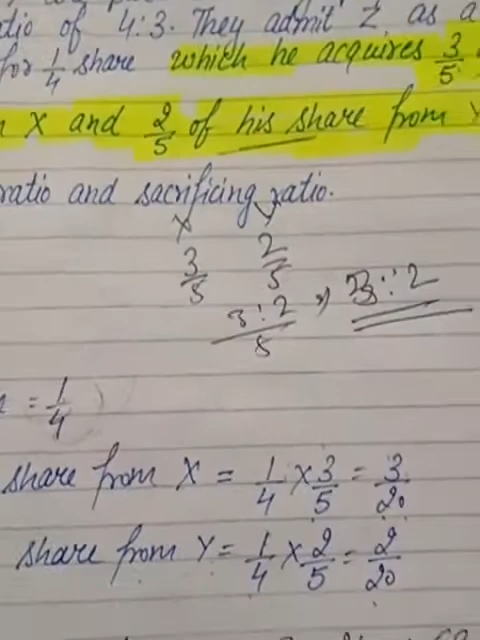 of 4:3. They admit Z as a
for 1/4 share which he acquires 3/5
X and 2/5 of his share from
ratio and sacrificing ratio.
X Y
3/5 2/5
3:2/5 ⇒ 3:2
= 1/4
share from X = 1/4 × 3/5 = 3/20
share from Y = 1/4 × 2/5 = 2/20